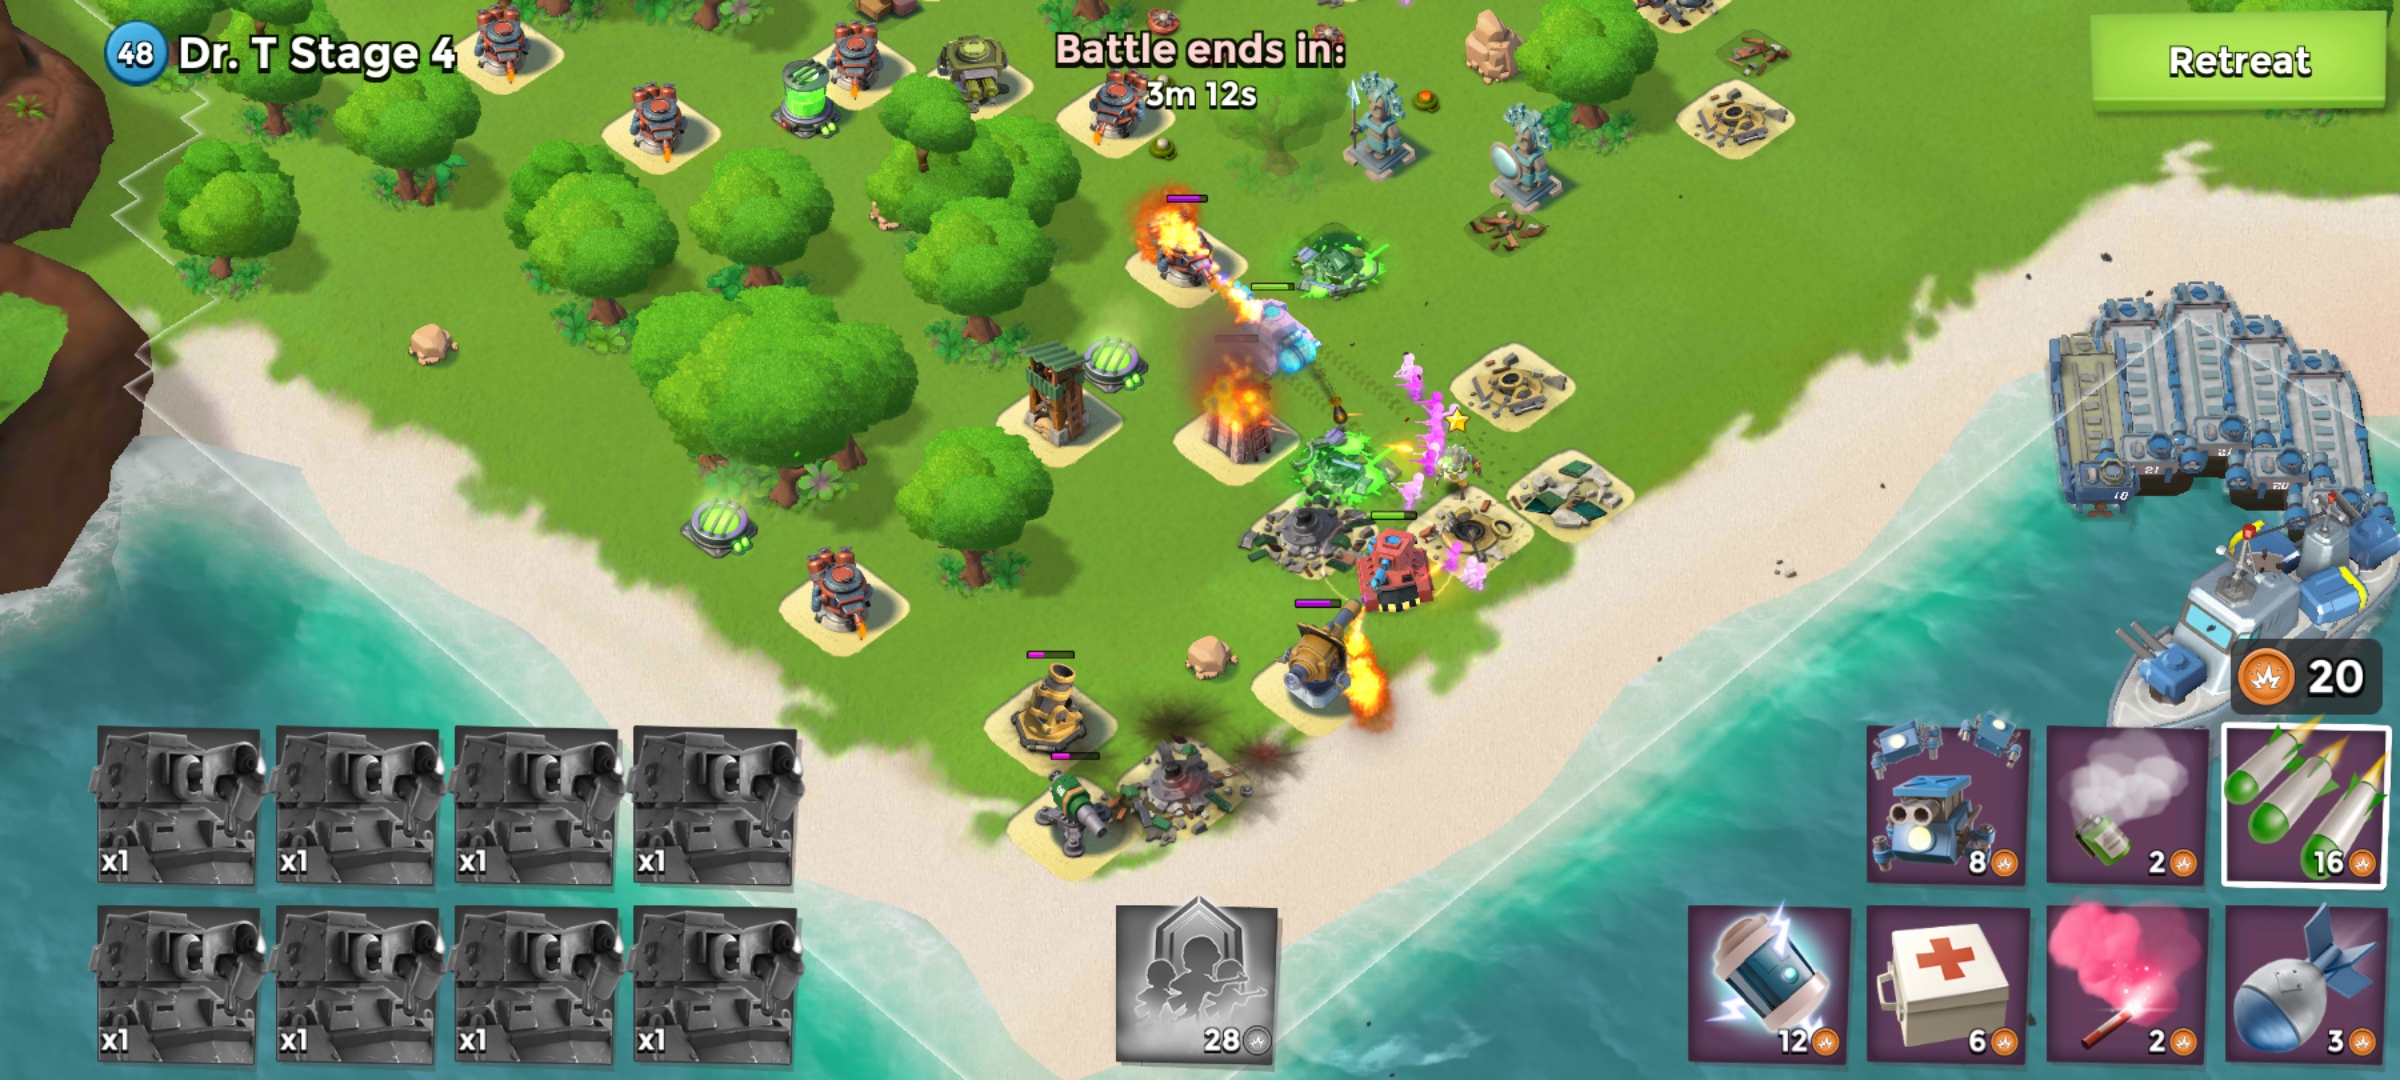 48 Dr. T Stage 4
Battle ends in:
3m 12s
Retreat
20
8
2
16
x1
x1
x1
x1
x1
x1
x1
x1
28
12
6
2
3